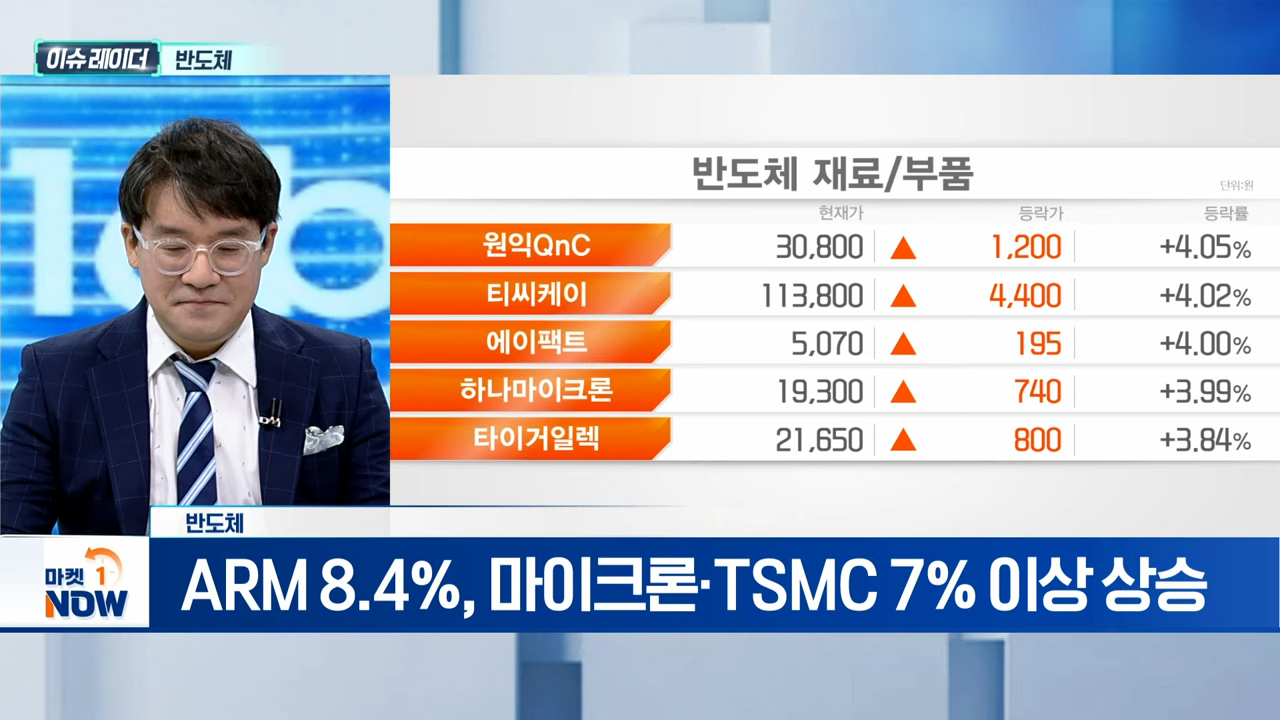 이슈 레이더 반도체
반도체 재료/부품
단위:원
현재가 등락가 등락률
원익QnC 30,800 ▲ 1,200 +4.05%
티씨케이 113,800 ▲ 4,400 +4.02%
에이팩트 5,070 ▲ 195 +4.00%
하나마이크론 19,300 ▲ 740 +3.99%
타이거일렉 21,650 ▲ 800 +3.84%
반도체
마켓 1
NOW
ARM 8.4%, 마이크론·TSMC 7% 이상 상승